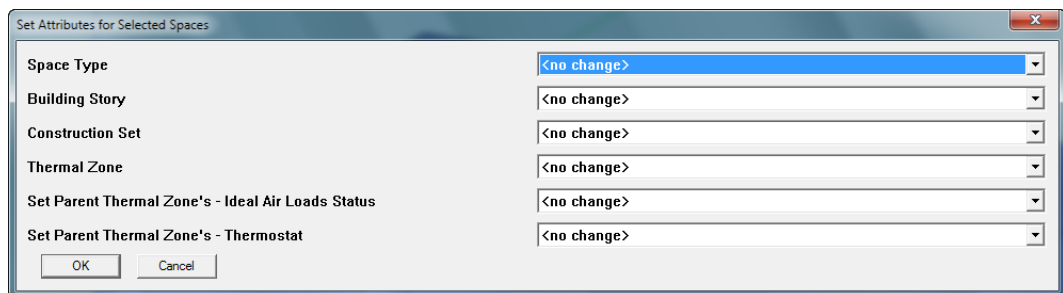 Set Attributes for Selected Spaces
x
Space Type <no change>
Building Story <no change>
Construction Set <no change>
Thermal Zone <no change>
Set Parent Thermal Zone's - Ideal Air Loads Status <no change>
Set Parent Thermal Zone's - Thermostat <no change>
OK Cancel